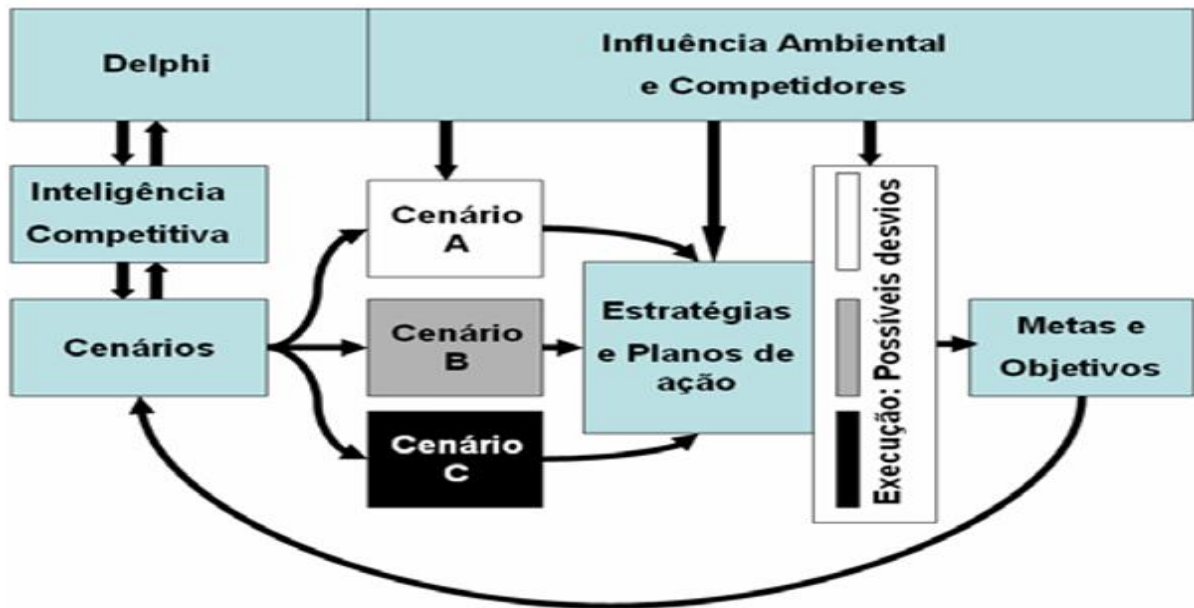 Delphi
Influência Ambiental
e Competidores
Inteligência
Competitiva
Cenários
Cenário
A
Cenário
B
Cenário
C
Estratégias
e Planos de
ação
Execução: Possíveis desvios
Metas e
Objetivos